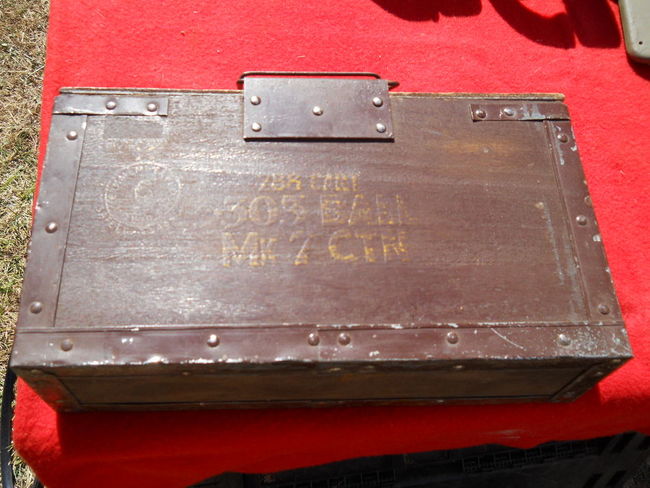 288 CART
.303 BALL
MK 7 CTN